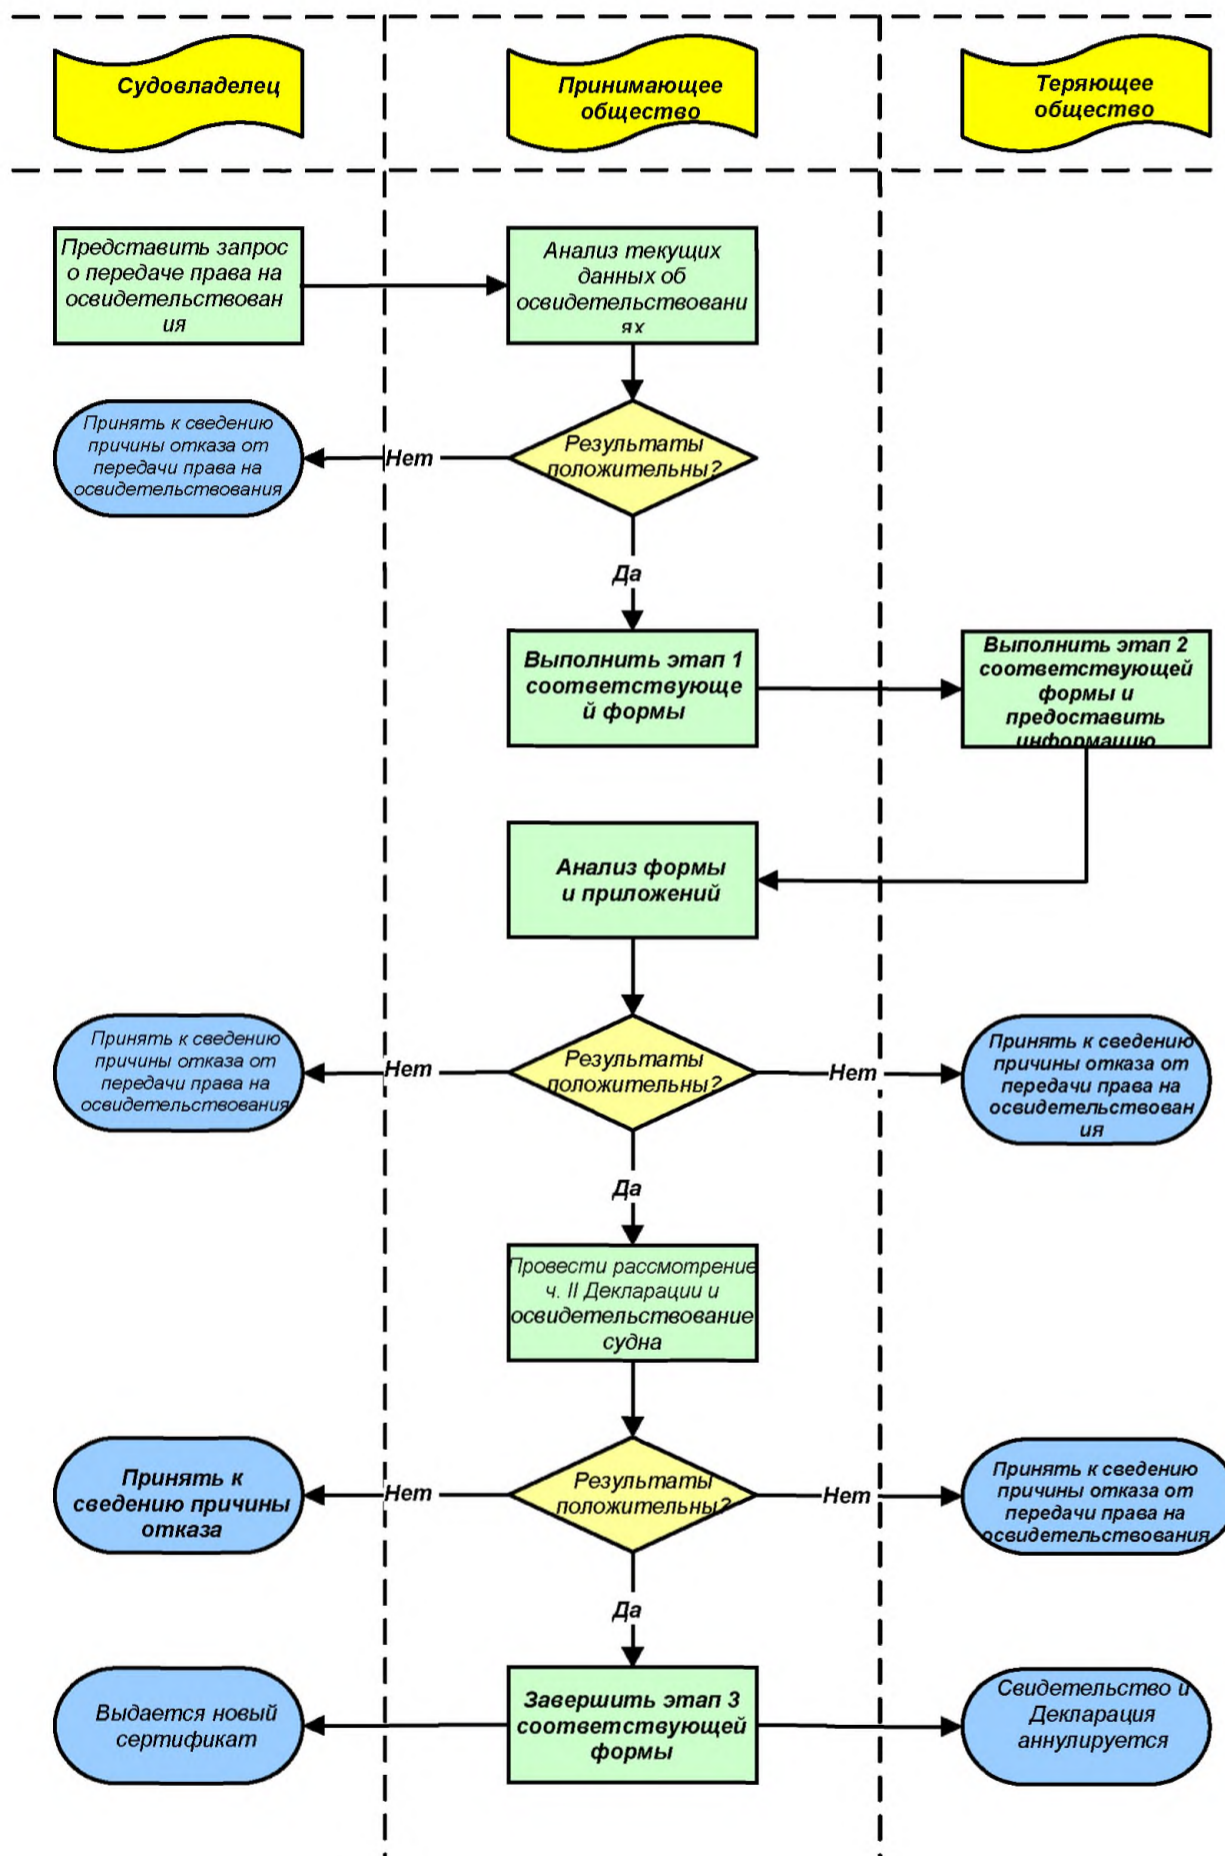 Судовладелец
Принимающее
общество
Теряющее
общество
Представить запрос
о передаче права на
освидетельствован
ия
Анализ текущих
данных об
освидетельствовани
ях
Принять к сведению
причины отказа от
передачи права на
освидетельствования
Нет
Результаты
положительны?
Да
Выполнить этап 1
соответствующе
й формы
Выполнить этап 2
соответствующей
формы и
предоставить
информацию
Анализ формы
и приложений
Принять к сведению
причины отказа от
передачи права на
освидетельствования
Нет
Результаты
положительны?
Нет
Принять к сведению
причины отказа от
передачи права на
освидетельствован
ия
Да
Провести рассмотрение
ч. II Декларации и
освидетельствование
судна
Принять к
сведению причины
отказа
Нет
Результаты
положительны?
Нет
Принять к сведению
причины отказа от
передачи права на
освидетельствования
Да
Выдается новый
сертификат
Завершить этап 3
соответствующей
формы
Свидетельство и
Декларация
аннулируется